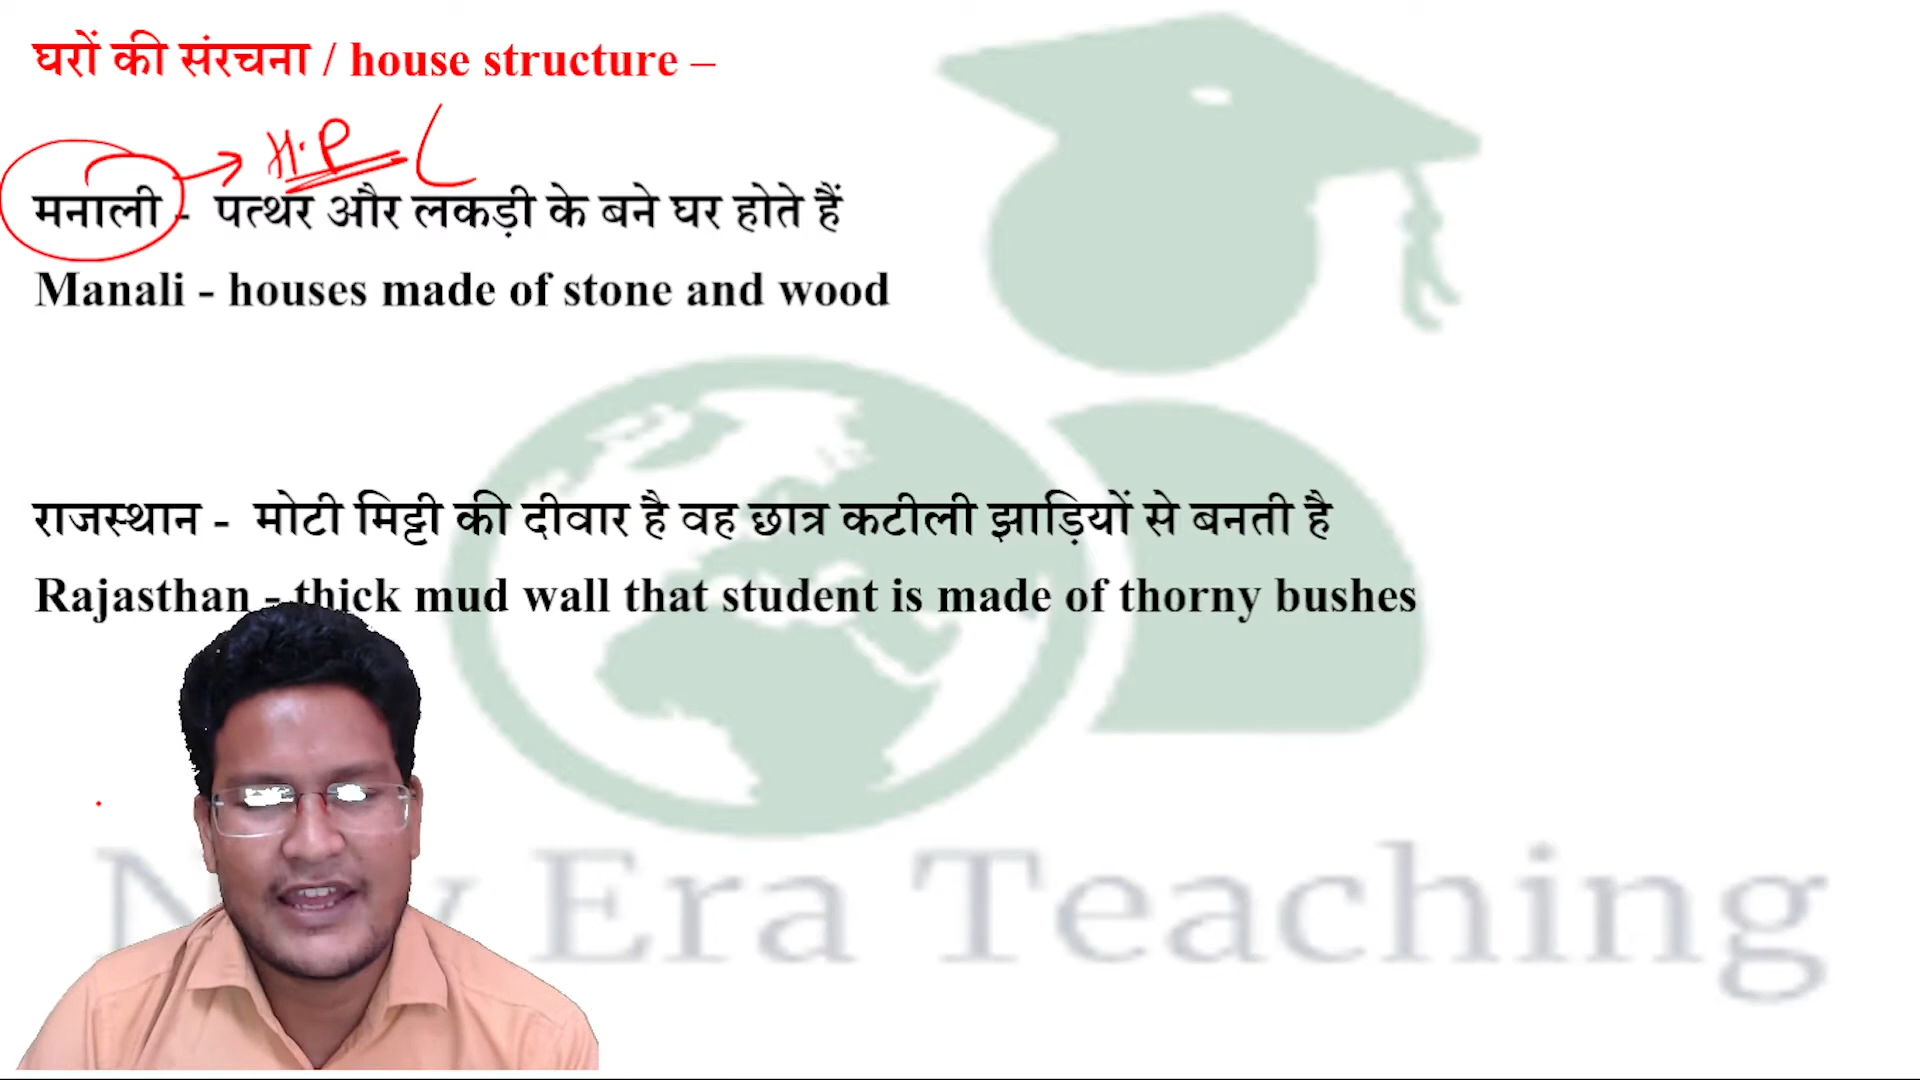 घरों की संरचना / house structure –
H.P
मनाली - पत्थर और लकड़ी के बने घर होते हैं
Manali - houses made of stone and wood
राजस्थान - मोटी मिट्टी की दीवार है वह छात्र कटीली झाड़ियों से बनती है
Rajasthan - thick mud wall that student is made of thorny bushes
Era Teaching